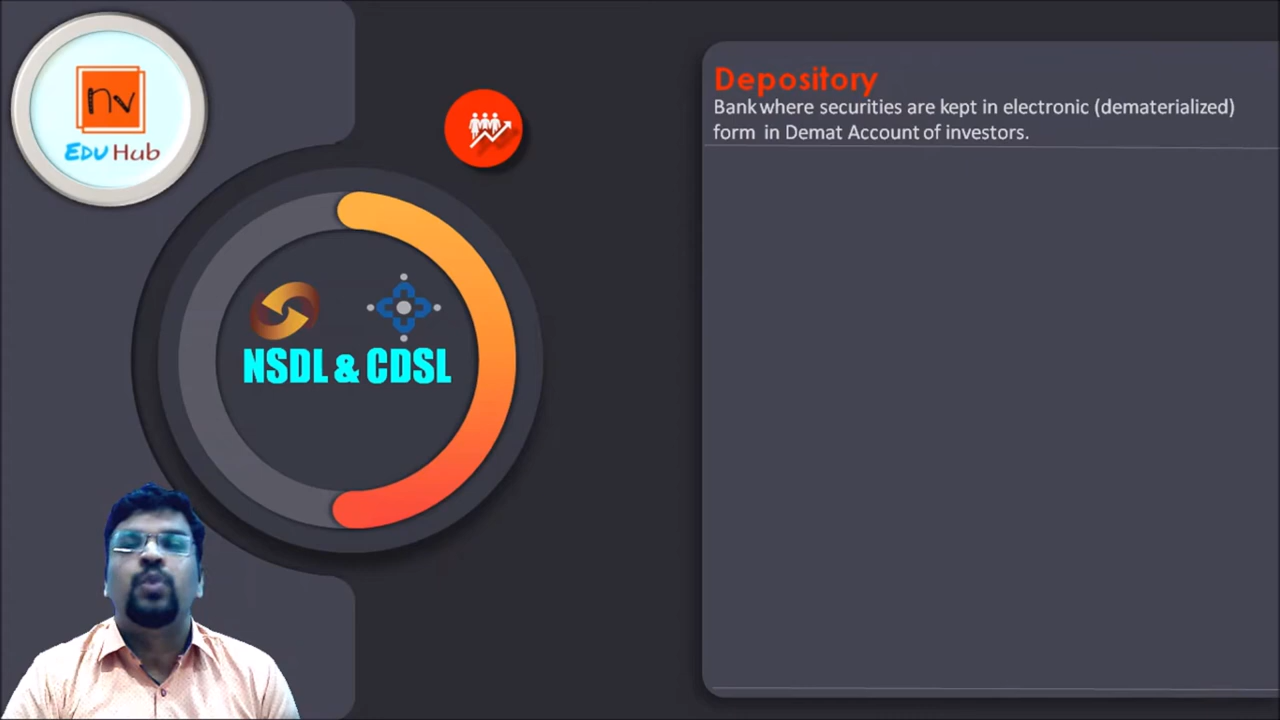 nv
EDU Hub
Depository
Bank where securities are kept in electronic (dematerialized)
form in Demat Account of investors.
NSDL & CDSL